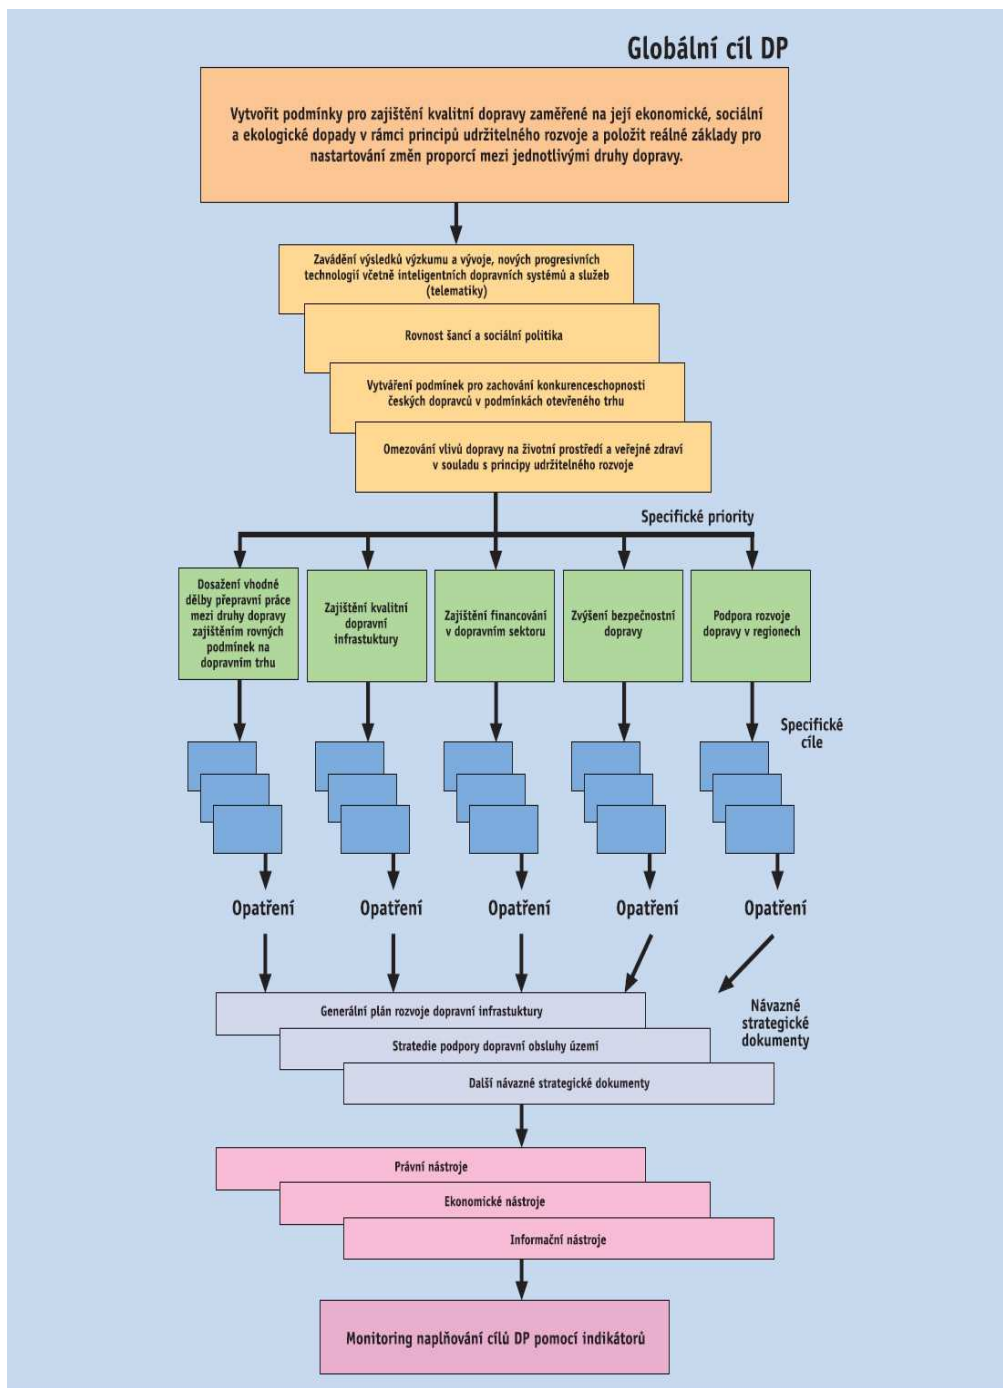 Globální cíl DP
Vytvořit podmínky pro zajištění kvalitní dopravy zaměřené na její ekonomické, sociální
a ekologické dopady v rámci principů udržitelného rozvoje a položit reálné základy pro
nastartování změn proporcí mezi jednotlivými druhy dopravy.
Zavádění výsledků výzkumu a vývoje, nových progresivních
technologií včetně inteligentních dopravních systémů a služeb
(telematiky)
Rovnost šancí a sociální politika
Vytváření podmínek pro zachování konkurenceschopnosti
českých dopravců v podmínkách otevřeného trhu
Omezování vlivů dopravy na životní prostředí a veřejné zdraví
v souladu s principy udržitelného rozvoje
Specifické priority
Dosažení vhodné
dělby přepravní práce
mezi druhy dopravy
zajištěním rovných
podmínek na
dopravním trhu
Zajištění kvalitní
dopravní
infrastuktury
Zajištění financování
v dopravním sektoru
Zvýšení bezpečnostní
dopravy
Podpora rozvoje
dopravy v regionech
Specifické
cíle
Opatření
Opatření
Opatření
Opatření
Opatření
Návazné
strategické
dokumenty
Generální plán rozvoje dopravní infrastuktury
Stratedie podpory dopravní obsluhy území
Další návazné strategické dokumenty
Právní nástroje
Ekonomické nástroje
Informační nástroje
Monitoring naplňování cílů DP pomocí indikátorů